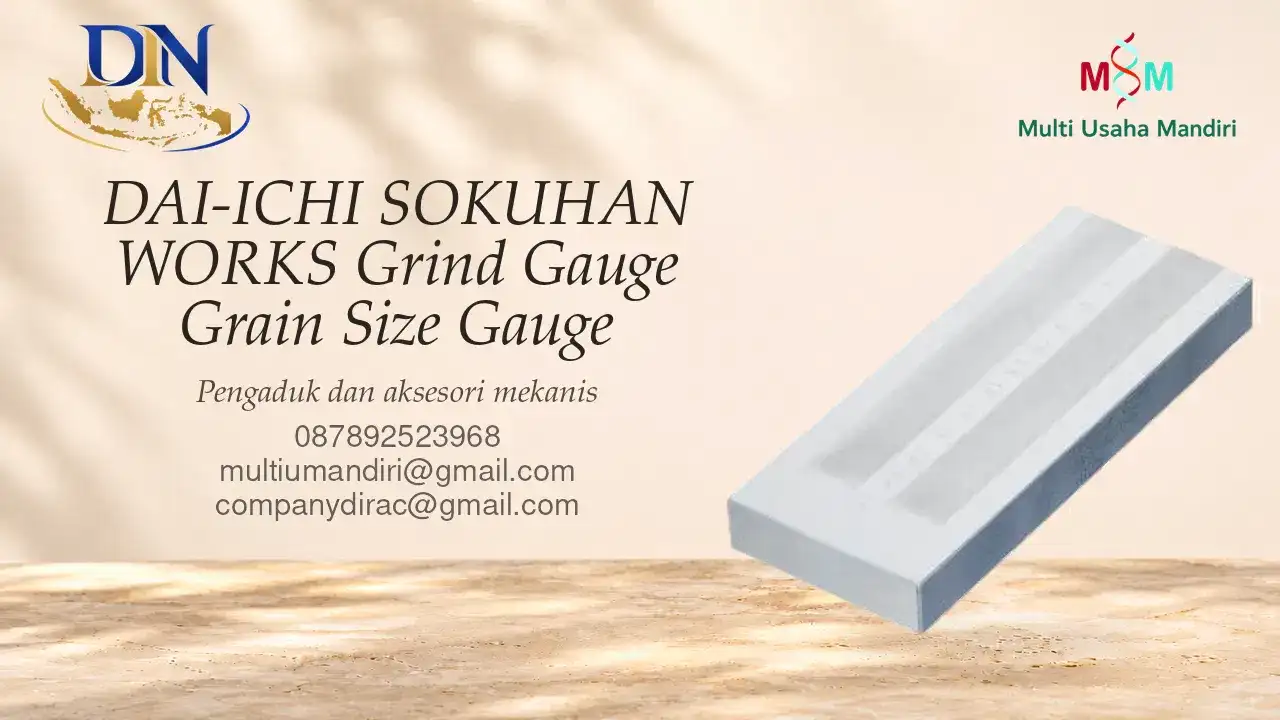 DIN
MSM
Multi Usaha Mandiri
DAI-ICHI SOKUHAN
WORKS Grind Gauge
Grain Size Gauge
Pengaduk dan aksesori mekanis
087892523968
multiumandiri@gmail.com
companydirac@gmail.com